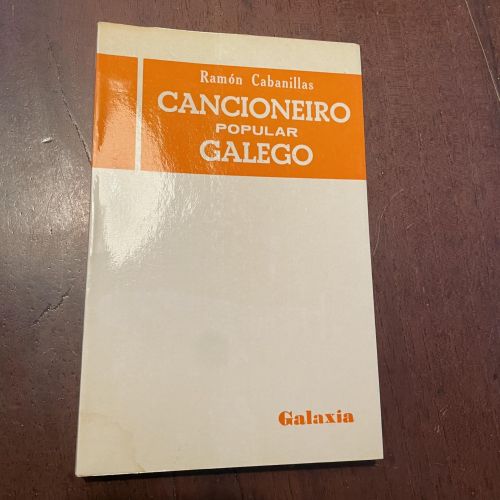 Ramón Cabanillas
CANCIONEIRO
POPULAR
GALEGO
Galaxia